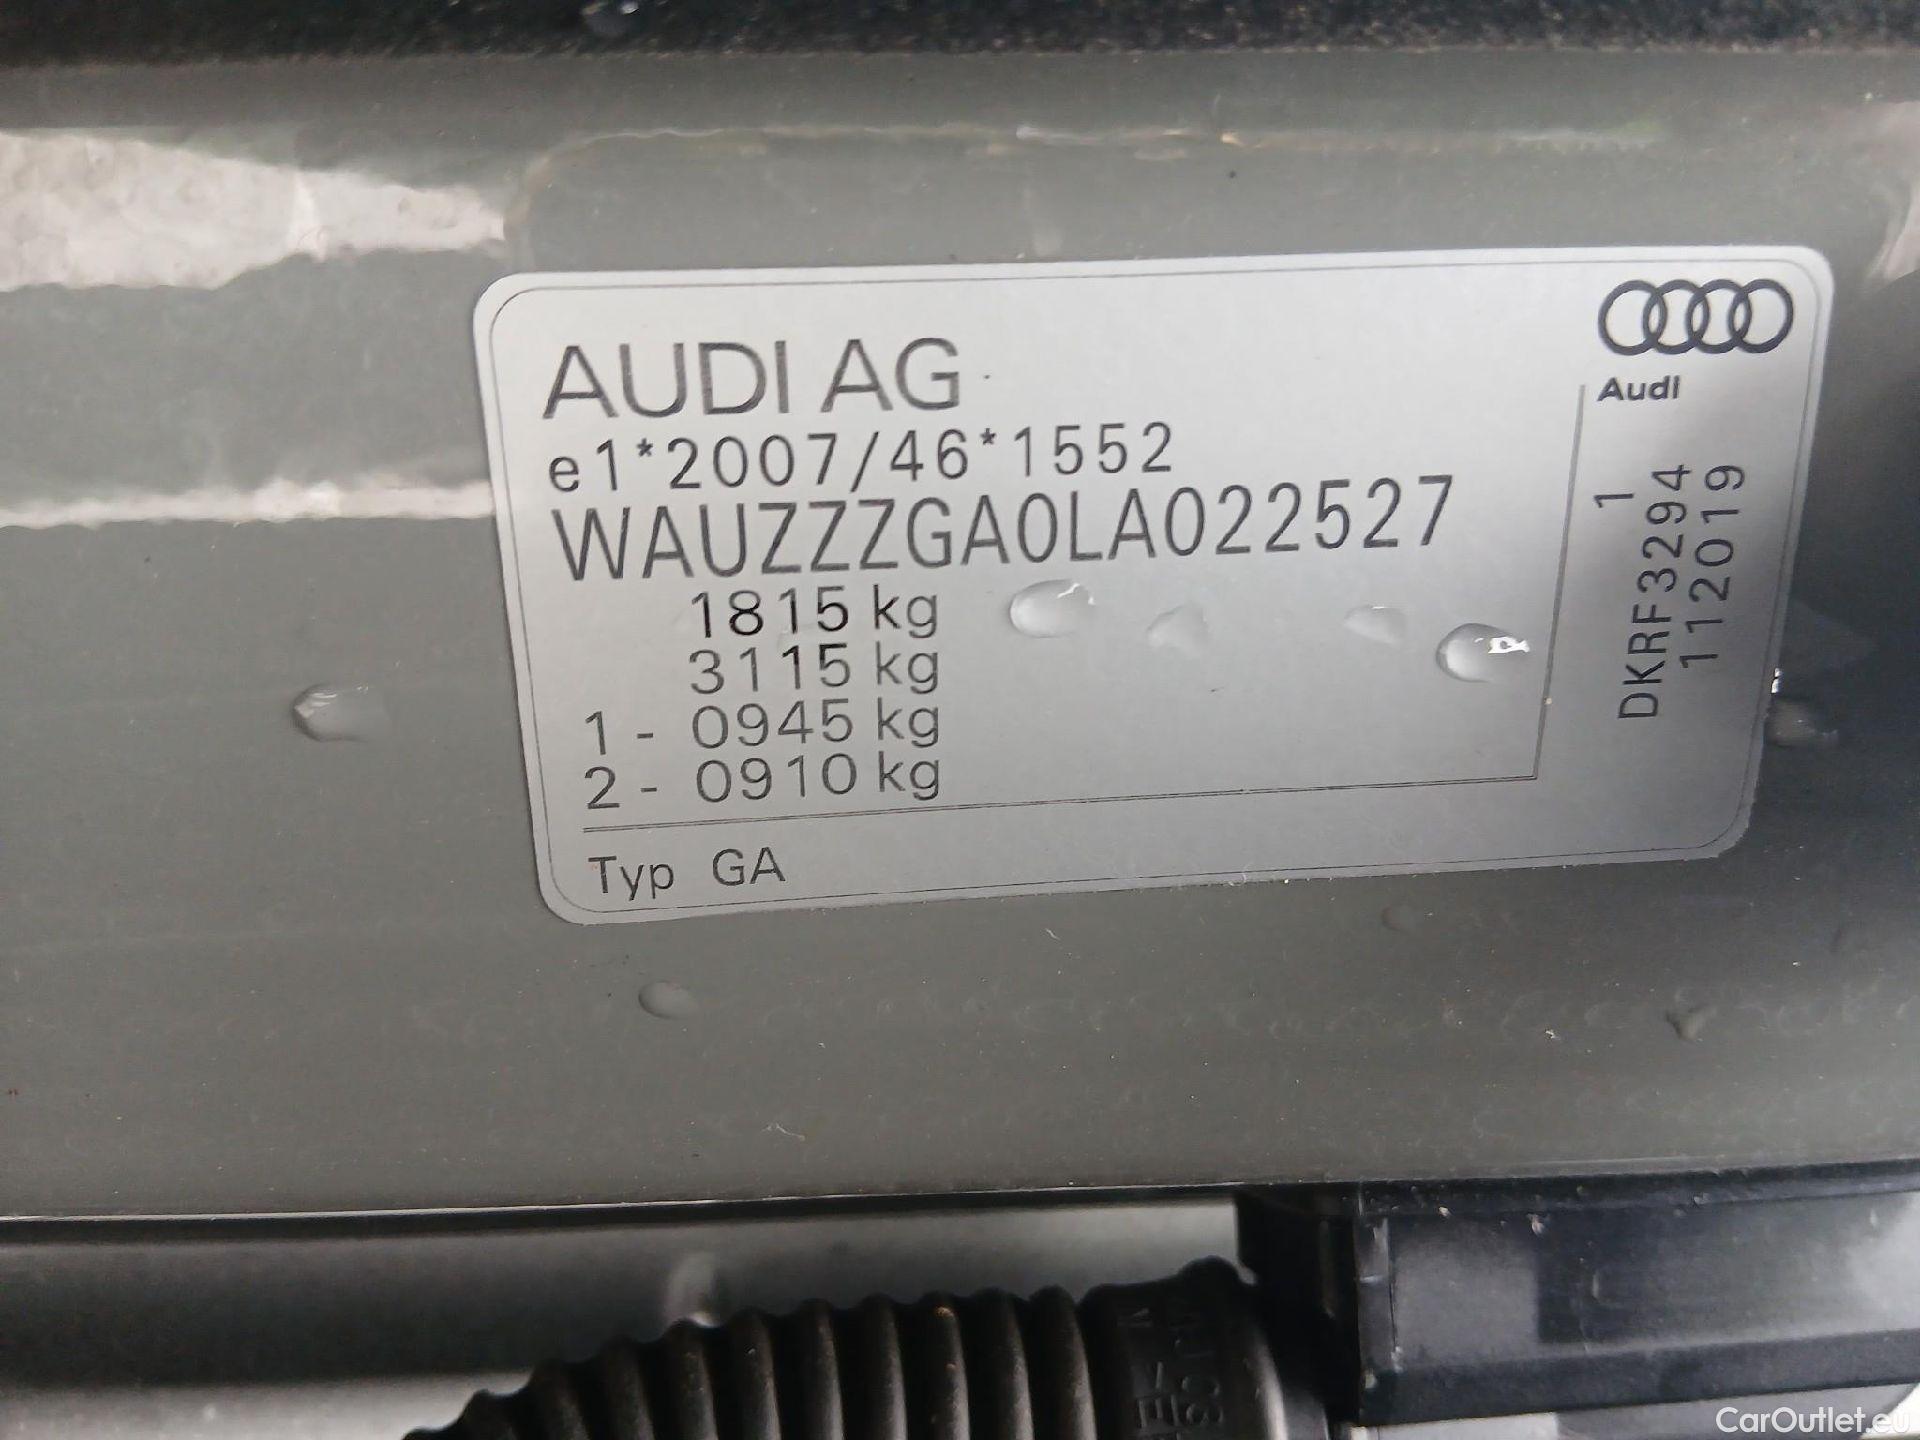 AUDI AG
e1*2007/46*1552
WAUZZZGA0LA022527
1815 kg
3115 kg
1 - 0945 kg
2 - 0910 kg
Typ GA
Audi
1
DKRF3294
112019
CarOutlet.eu